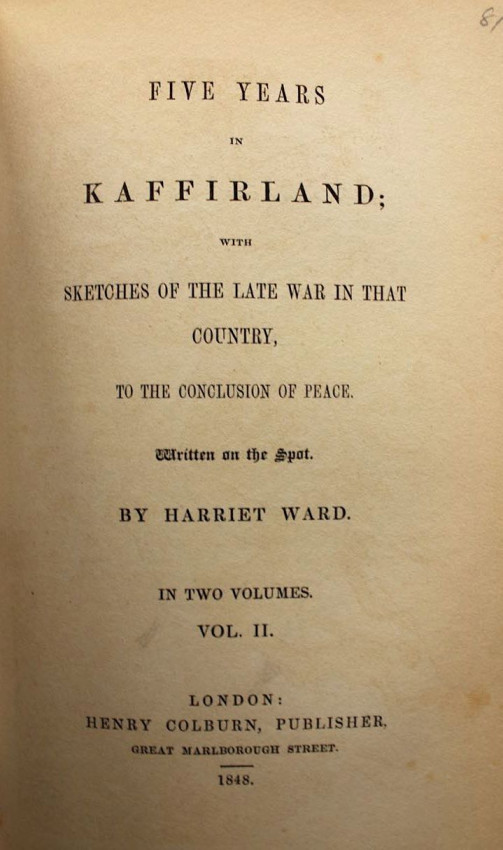 FIVE YEARS
IN
KAFFIRLAND;
WITH
SKETCHES OF THE LATE WAR IN THAT
COUNTRY,
TO THE CONCLUSION OF PEACE.
Written on the Spot.
BY HARRIET WARD.
IN TWO VOLUMES.
VOL. II.
LONDON:
HENRY COLBURN, PUBLISHER,
GREAT MARLBOROUGH STREET.
1848.